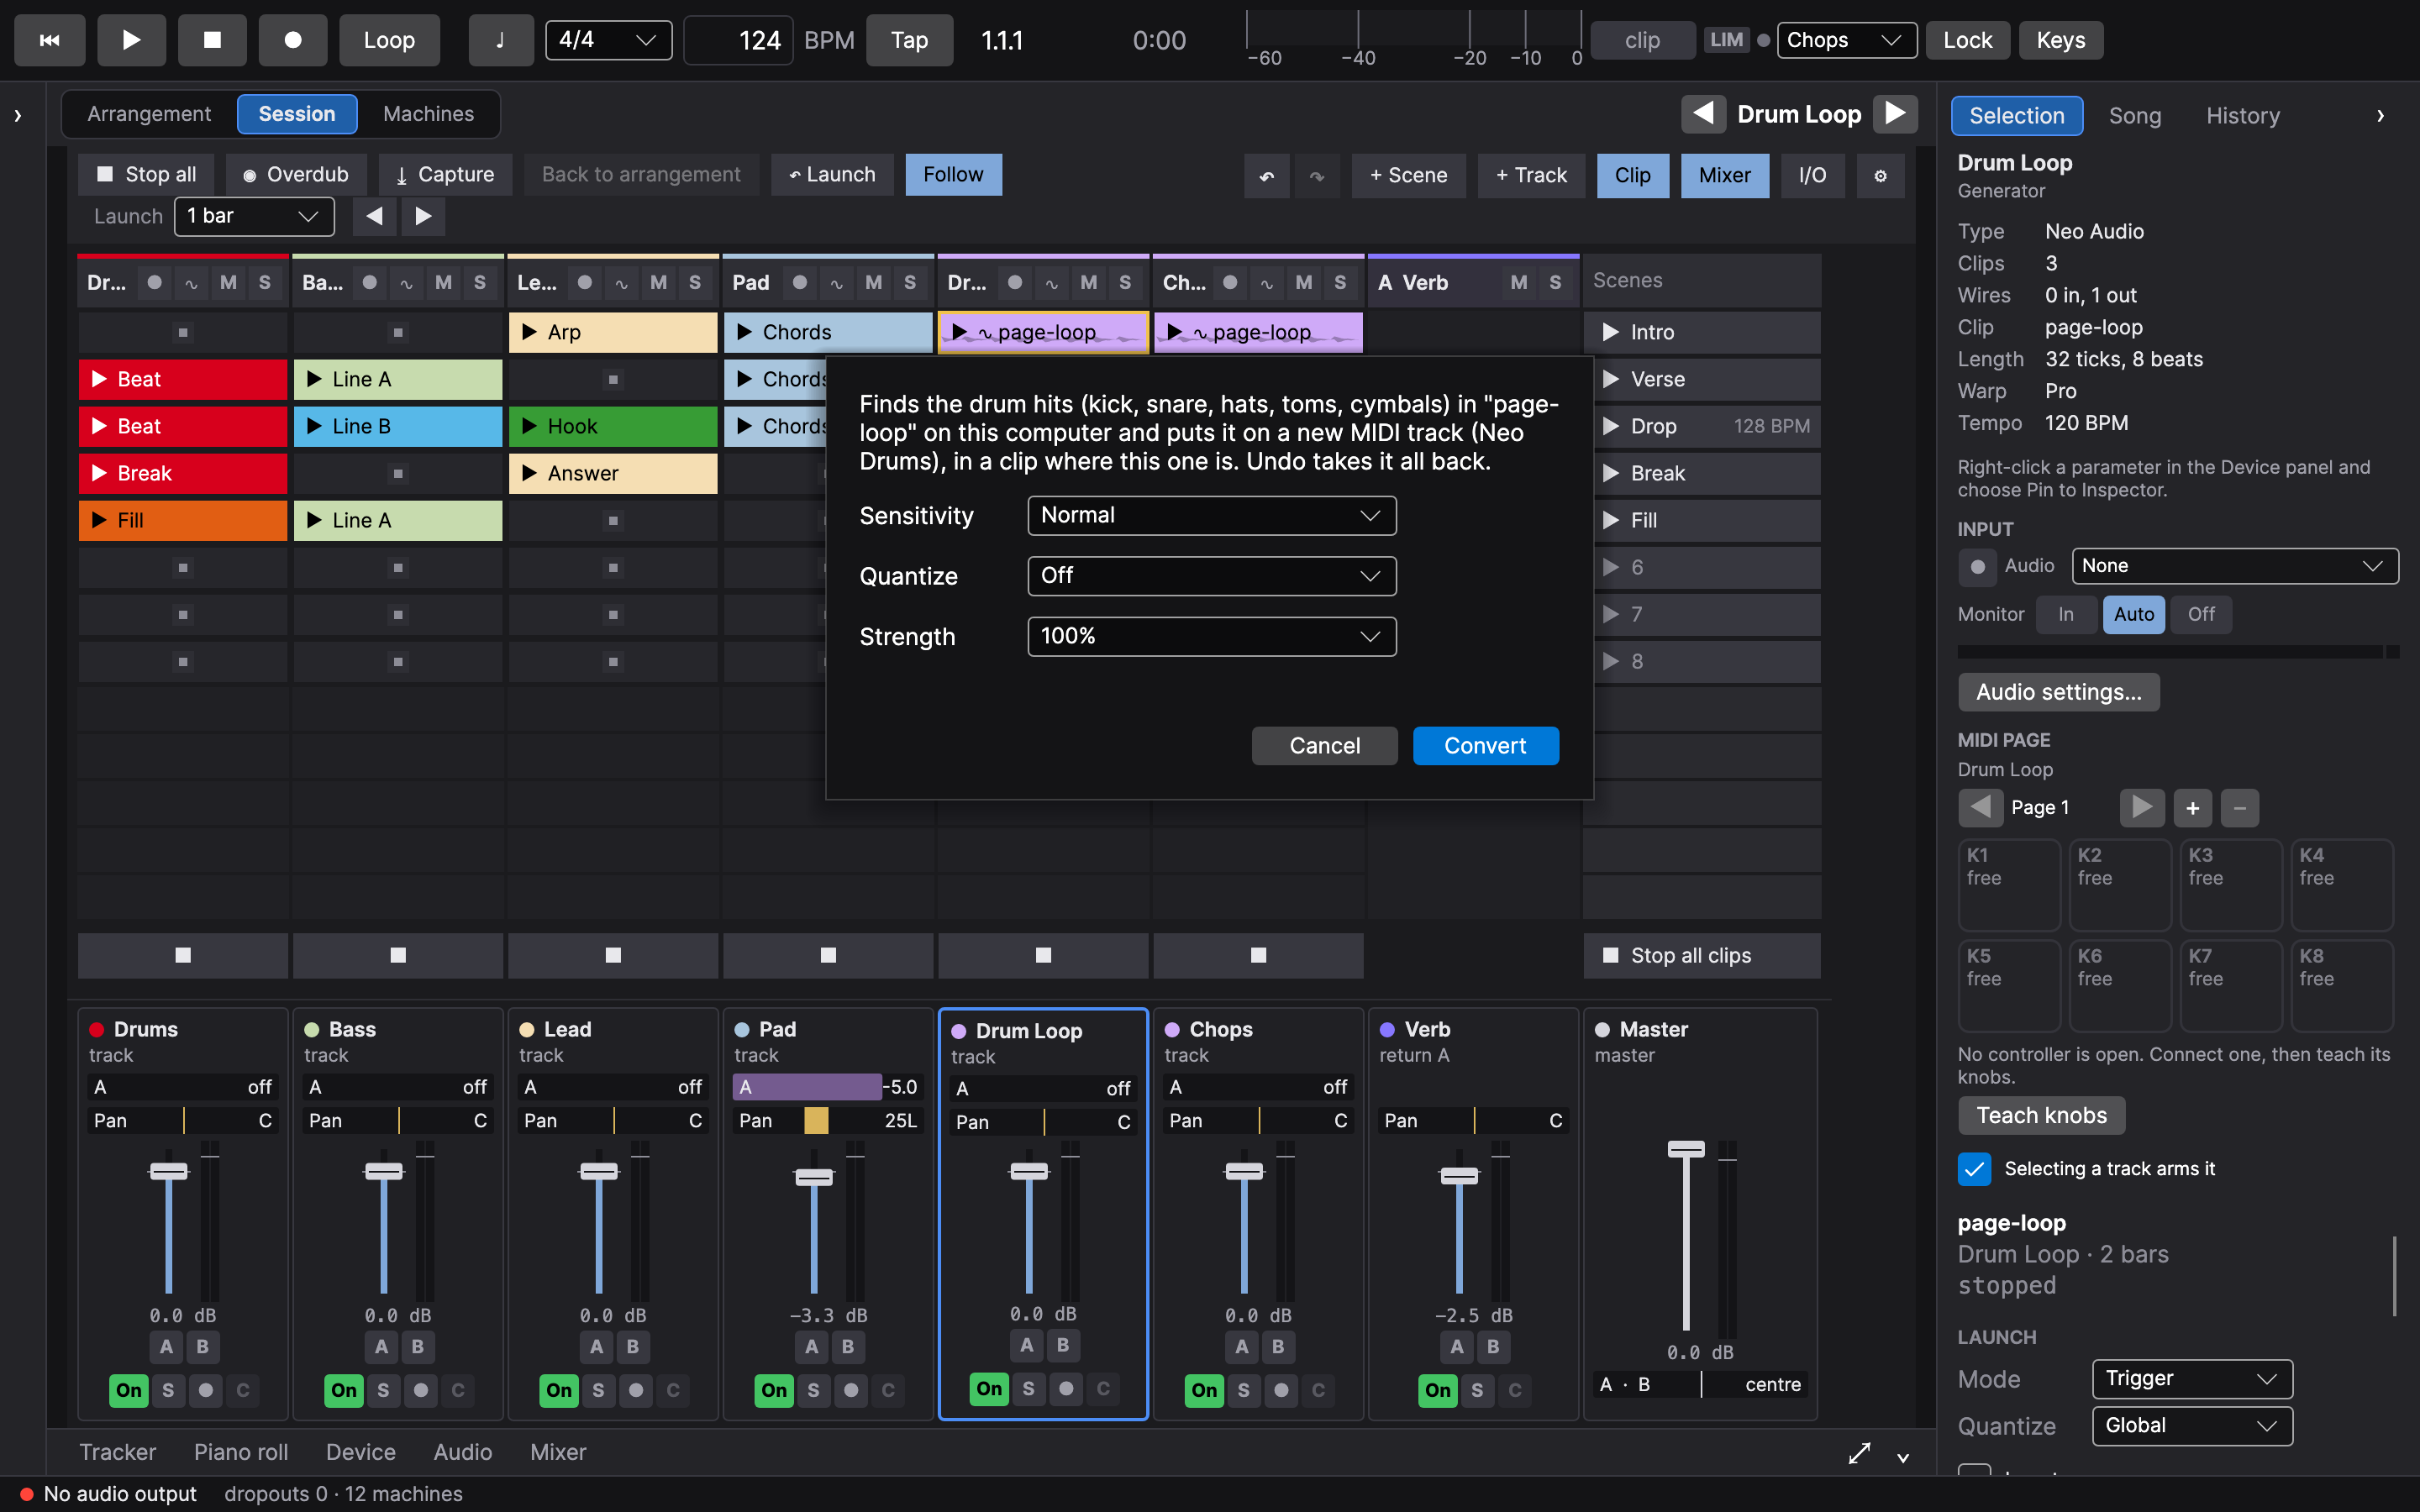 Loop
4/4
124 BPM
Tap
1.1.1
0:00
−60 −40 −20 −10 0
clip
LIM
Chops
Lock
Keys
Arrangement
Session
Machines
Drum Loop
Selection
Song
History
Stop all
Overdub
Capture
Back to arrangement
Launch
Follow
+ Scene
+ Track
Clip
Mixer
I/O
Launch
1 bar
Dr... M S
Ba... M S
Le... M S
Pad M S
Dr... M S
Ch... M S
A Verb M S
Scenes
Arp
Chords
page-loop
page-loop
Intro
Beat
Line A
Chords
Verse
Beat
Line B
Hook
Chords
Drop 128 BPM
Break
Answer
Break
Fill
Line A
Fill
6
7
8
Finds the drum hits (kick, snare, hats, toms, cymbals) in "page-
loop" on this computer and puts it on a new MIDI track (Neo
Drums), in a clip where this one is. Undo takes it all back.
Sensitivity Normal
Quantize Off
Strength 100%
Cancel
Convert
Stop all clips
Drums
track
A off
Pan C
0.0 dB
A B
On S C
Bass
track
A off
Pan C
0.0 dB
A B
On S C
Lead
track
A off
Pan C
0.0 dB
A B
On S C
Pad
track
A -5.0
Pan 25L
−3.3 dB
A B
On S C
Drum Loop
track
A off
Pan C
0.0 dB
A B
On S C
Chops
track
A off
Pan C
0.0 dB
A B
On S C
Verb
return A
Pan C
−2.5 dB
A B
On S C
Master
master
0.0 dB
A · B centre
Drum Loop
Generator
Type Neo Audio
Clips 3
Wires 0 in, 1 out
Clip page-loop
Length 32 ticks, 8 beats
Warp Pro
Tempo 120 BPM
Right-click a parameter in the Device panel and
choose Pin to Inspector.
INPUT
Audio None
Monitor In Auto Off
Audio settings...
MIDI PAGE
Drum Loop
Page 1 + −
K1 free
K2 free
K3 free
K4 free
K5 free
K6 free
K7 free
K8 free
No controller is open. Connect one, then teach its
knobs.
Teach knobs
Selecting a track arms it
page-loop
Drum Loop · 2 bars
stopped
LAUNCH
Mode Trigger
Quantize Global
Tracker
Piano roll
Device
Audio
Mixer
No audio output
dropouts 0 · 12 machines